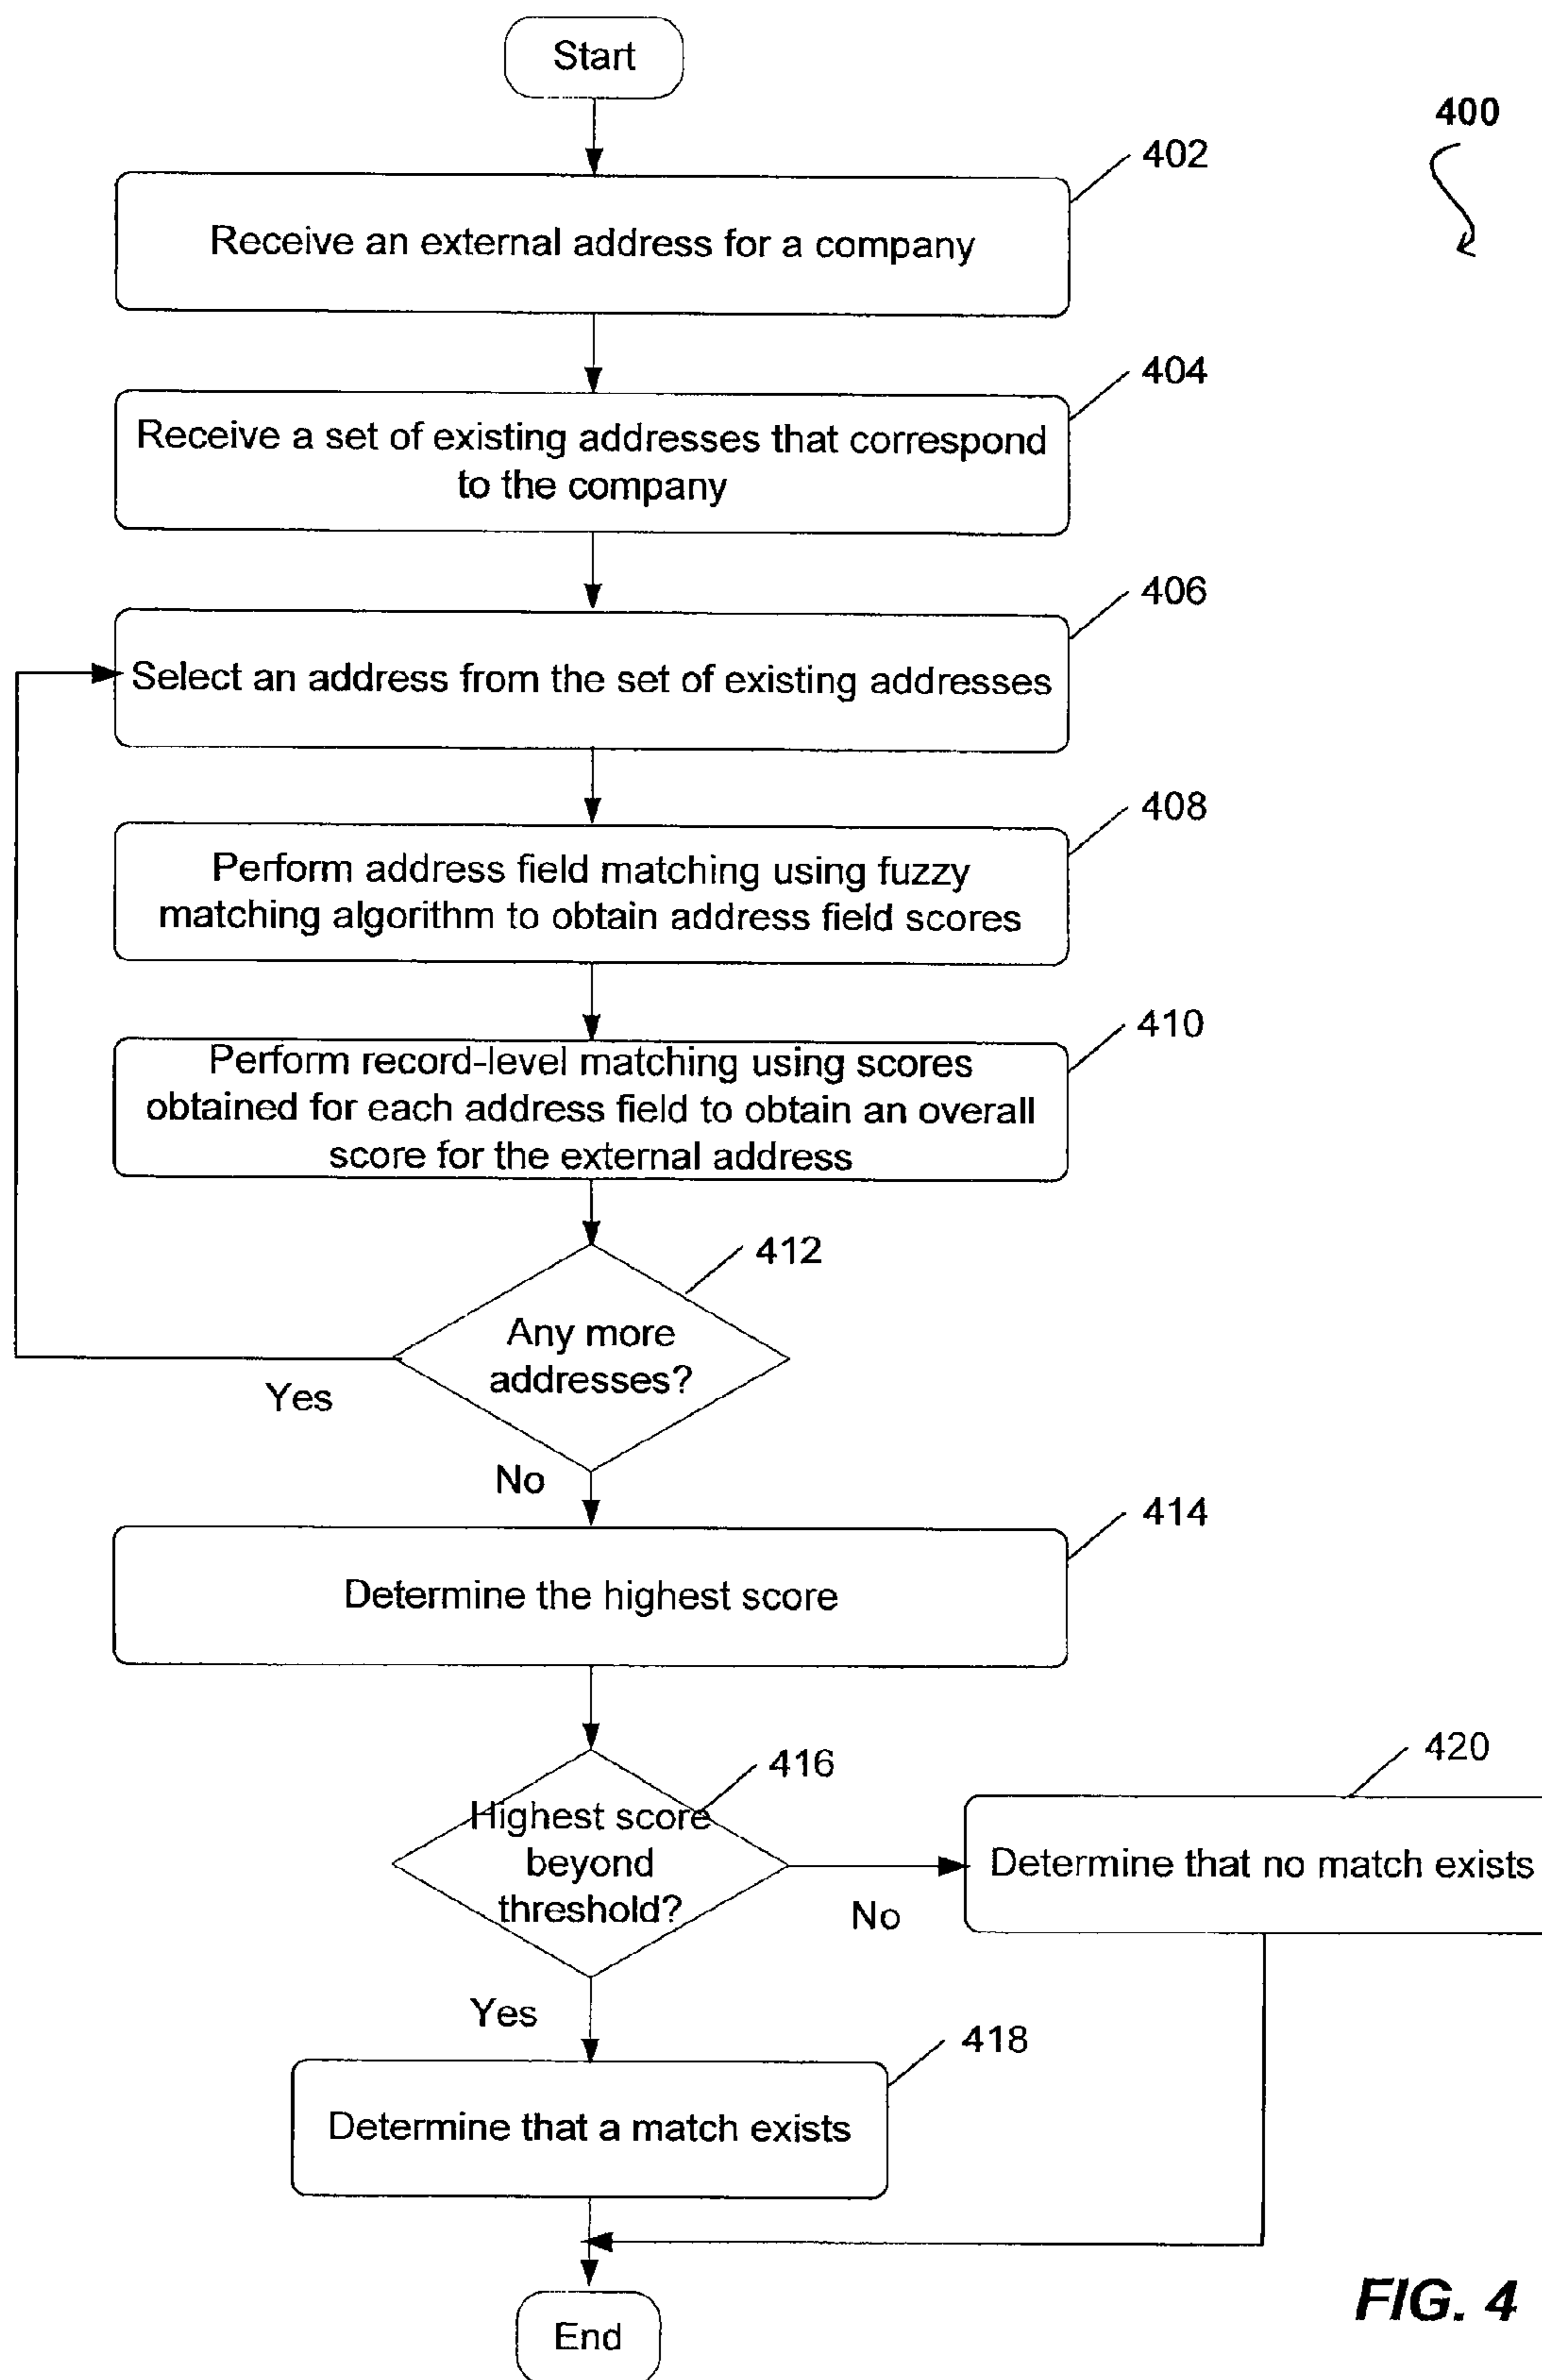 Start
400
402
Receive an external address for a company
404
Receive a set of existing addresses that correspond
to the company
406
Select an address from the set of existing addresses
408
Perform address field matching using fuzzy
matching algorithm to obtain address field scores
410
Perform record-level matching using scores
obtained for each address field to obtain an overall
score for the external address
412
Any more
addresses?
Yes
No
414
Determine the highest score
416
Highest score
beyond
threshold?
420
Determine that no match exists
No
Yes
418
Determine that a match exists
End
FIG. 4